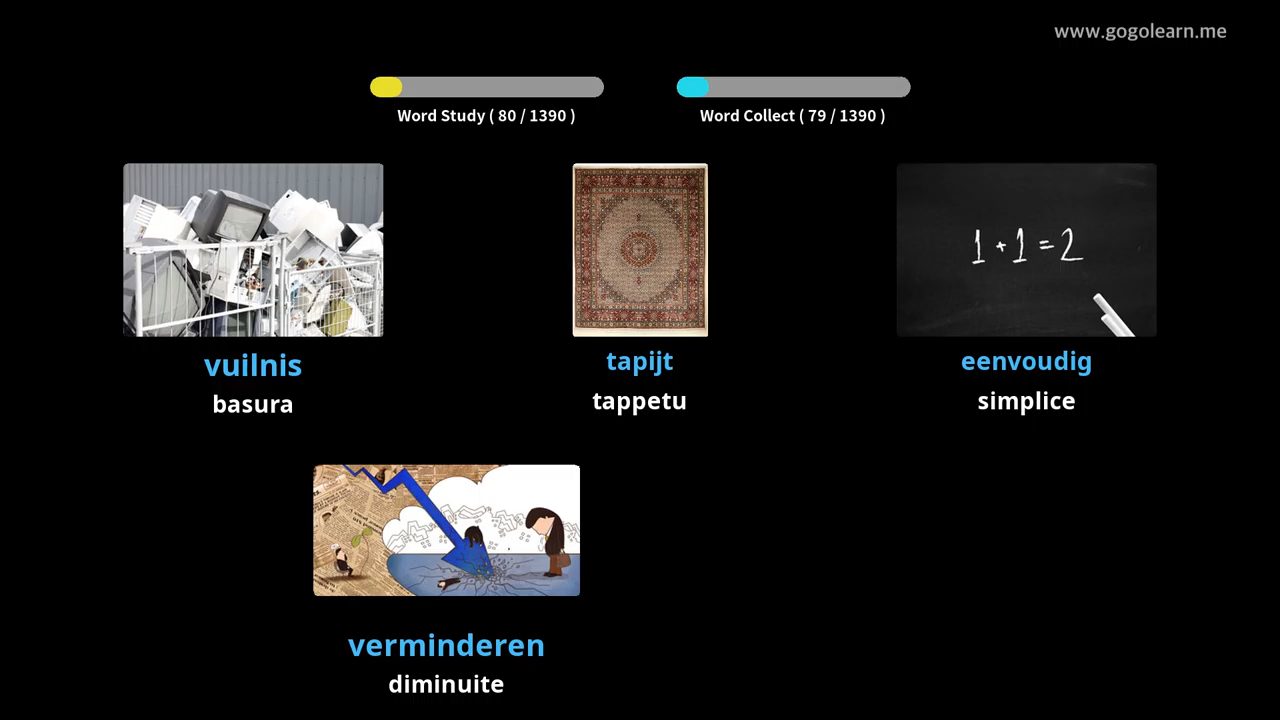 www.gogolearn.me
Word Study ( 80 / 1390 )
Word Collect ( 79 / 1390 )
1 + 1 = 2
vuilnis
basura
tapijt
tappetu
eenvoudig
simplice
verminderen
diminuite